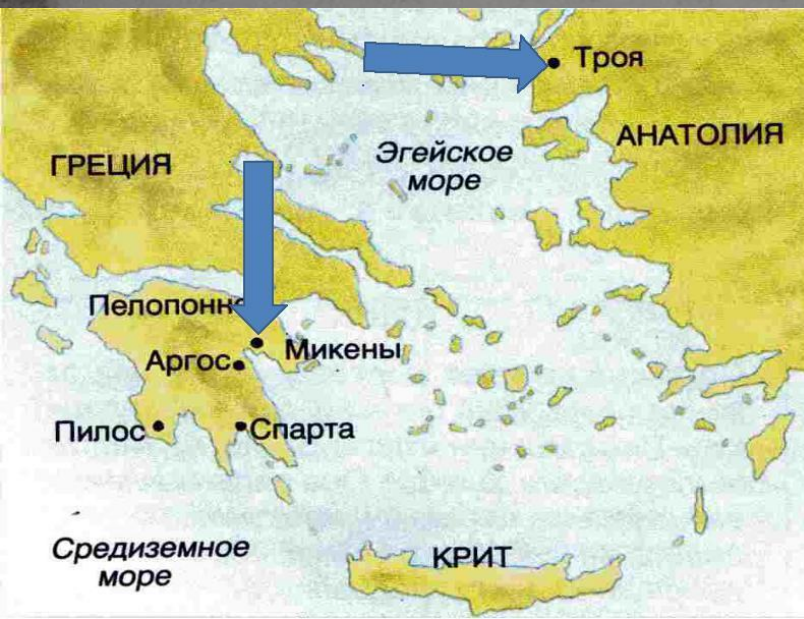 Троя
АНАТОЛИЯ
Эгейское
море
ГРЕЦИЯ
Пелопонн
Микены
Аргос
Пилос
Спарта
Средиземное
море
КРИТ